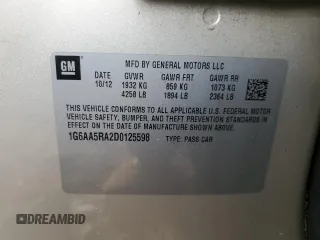 GM
MFD BY GENERAL MOTORS LLC
DATE GVWR GAWR FRT GAWR RR
10/12 1932 KG 859 KG 1073 KG
4258 LB 1894 LB 2364 LB
THIS VEHICLE CONFORMS TO ALL APPLICABLE U.S. FEDERAL MOTOR
VEHICLE SAFETY, BUMPER, AND THEFT PREVENTION STANDARDS
IN EFFECT ON THE DATE OF MANUFACTURE SHOWN ABOVE.
1G6AA5RA2D0125598 TYPE: PASS CAR
DREAMBID